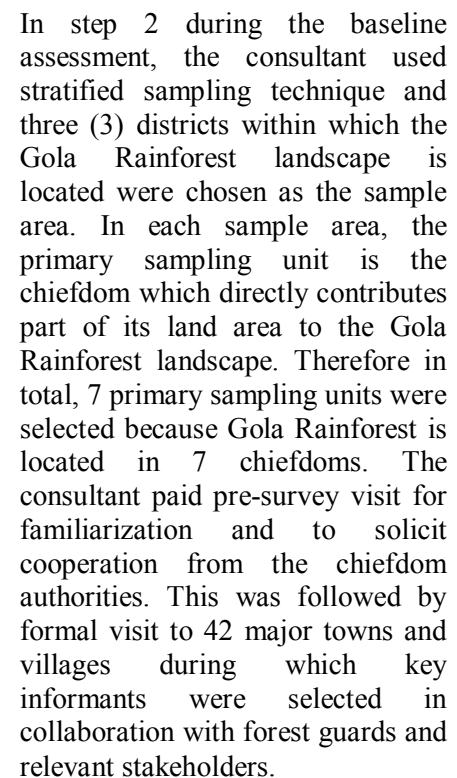 In step 2 during the baseline
assessment, the consultant used
stratified sampling technique and
three (3) districts within which the
Gola Rainforest landscape is
located were chosen as the sample
area. In each sample area, the
primary sampling unit is the
chiefdom which directly contributes
part of its land area to the Gola
Rainforest landscape. Therefore in
total, 7 primary sampling units were
selected because Gola Rainforest is
located in 7 chiefdoms. The
consultant paid pre-survey visit for
familiarization and to solicit
cooperation from the chiefdom
authorities. This was followed by
formal visit to 42 major towns and
villages during which key
informants were selected in
collaboration with forest guards and
relevant stakeholders.